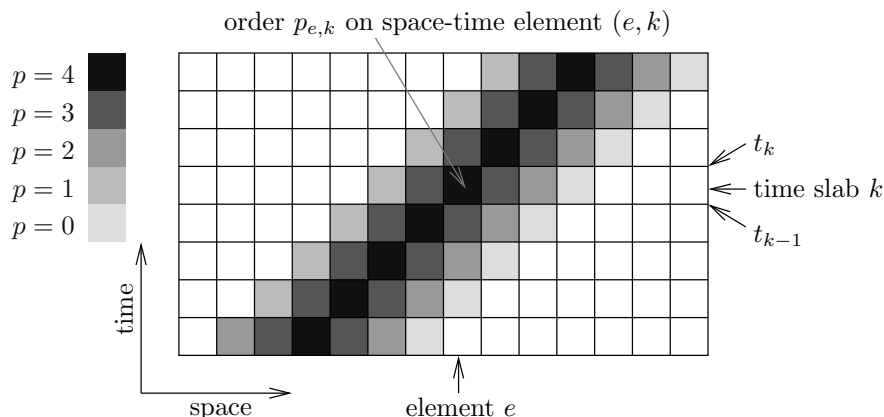 order p_{e,k} on space-time element (e, k)
p = 4
p = 3
p = 2
p = 1
p = 0
t_k
time slab k
t_{k−1}
time
space
element e